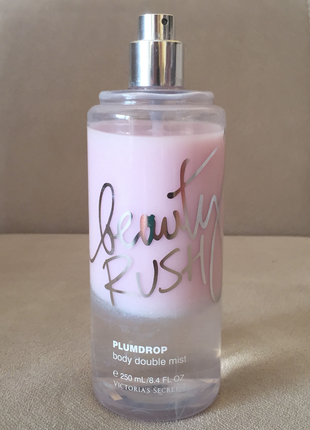 beauty
RUSH
PLUMDROP
body double mist
℮ 250 mL/8.4 FL OZ
VICTORIA'S SECRET